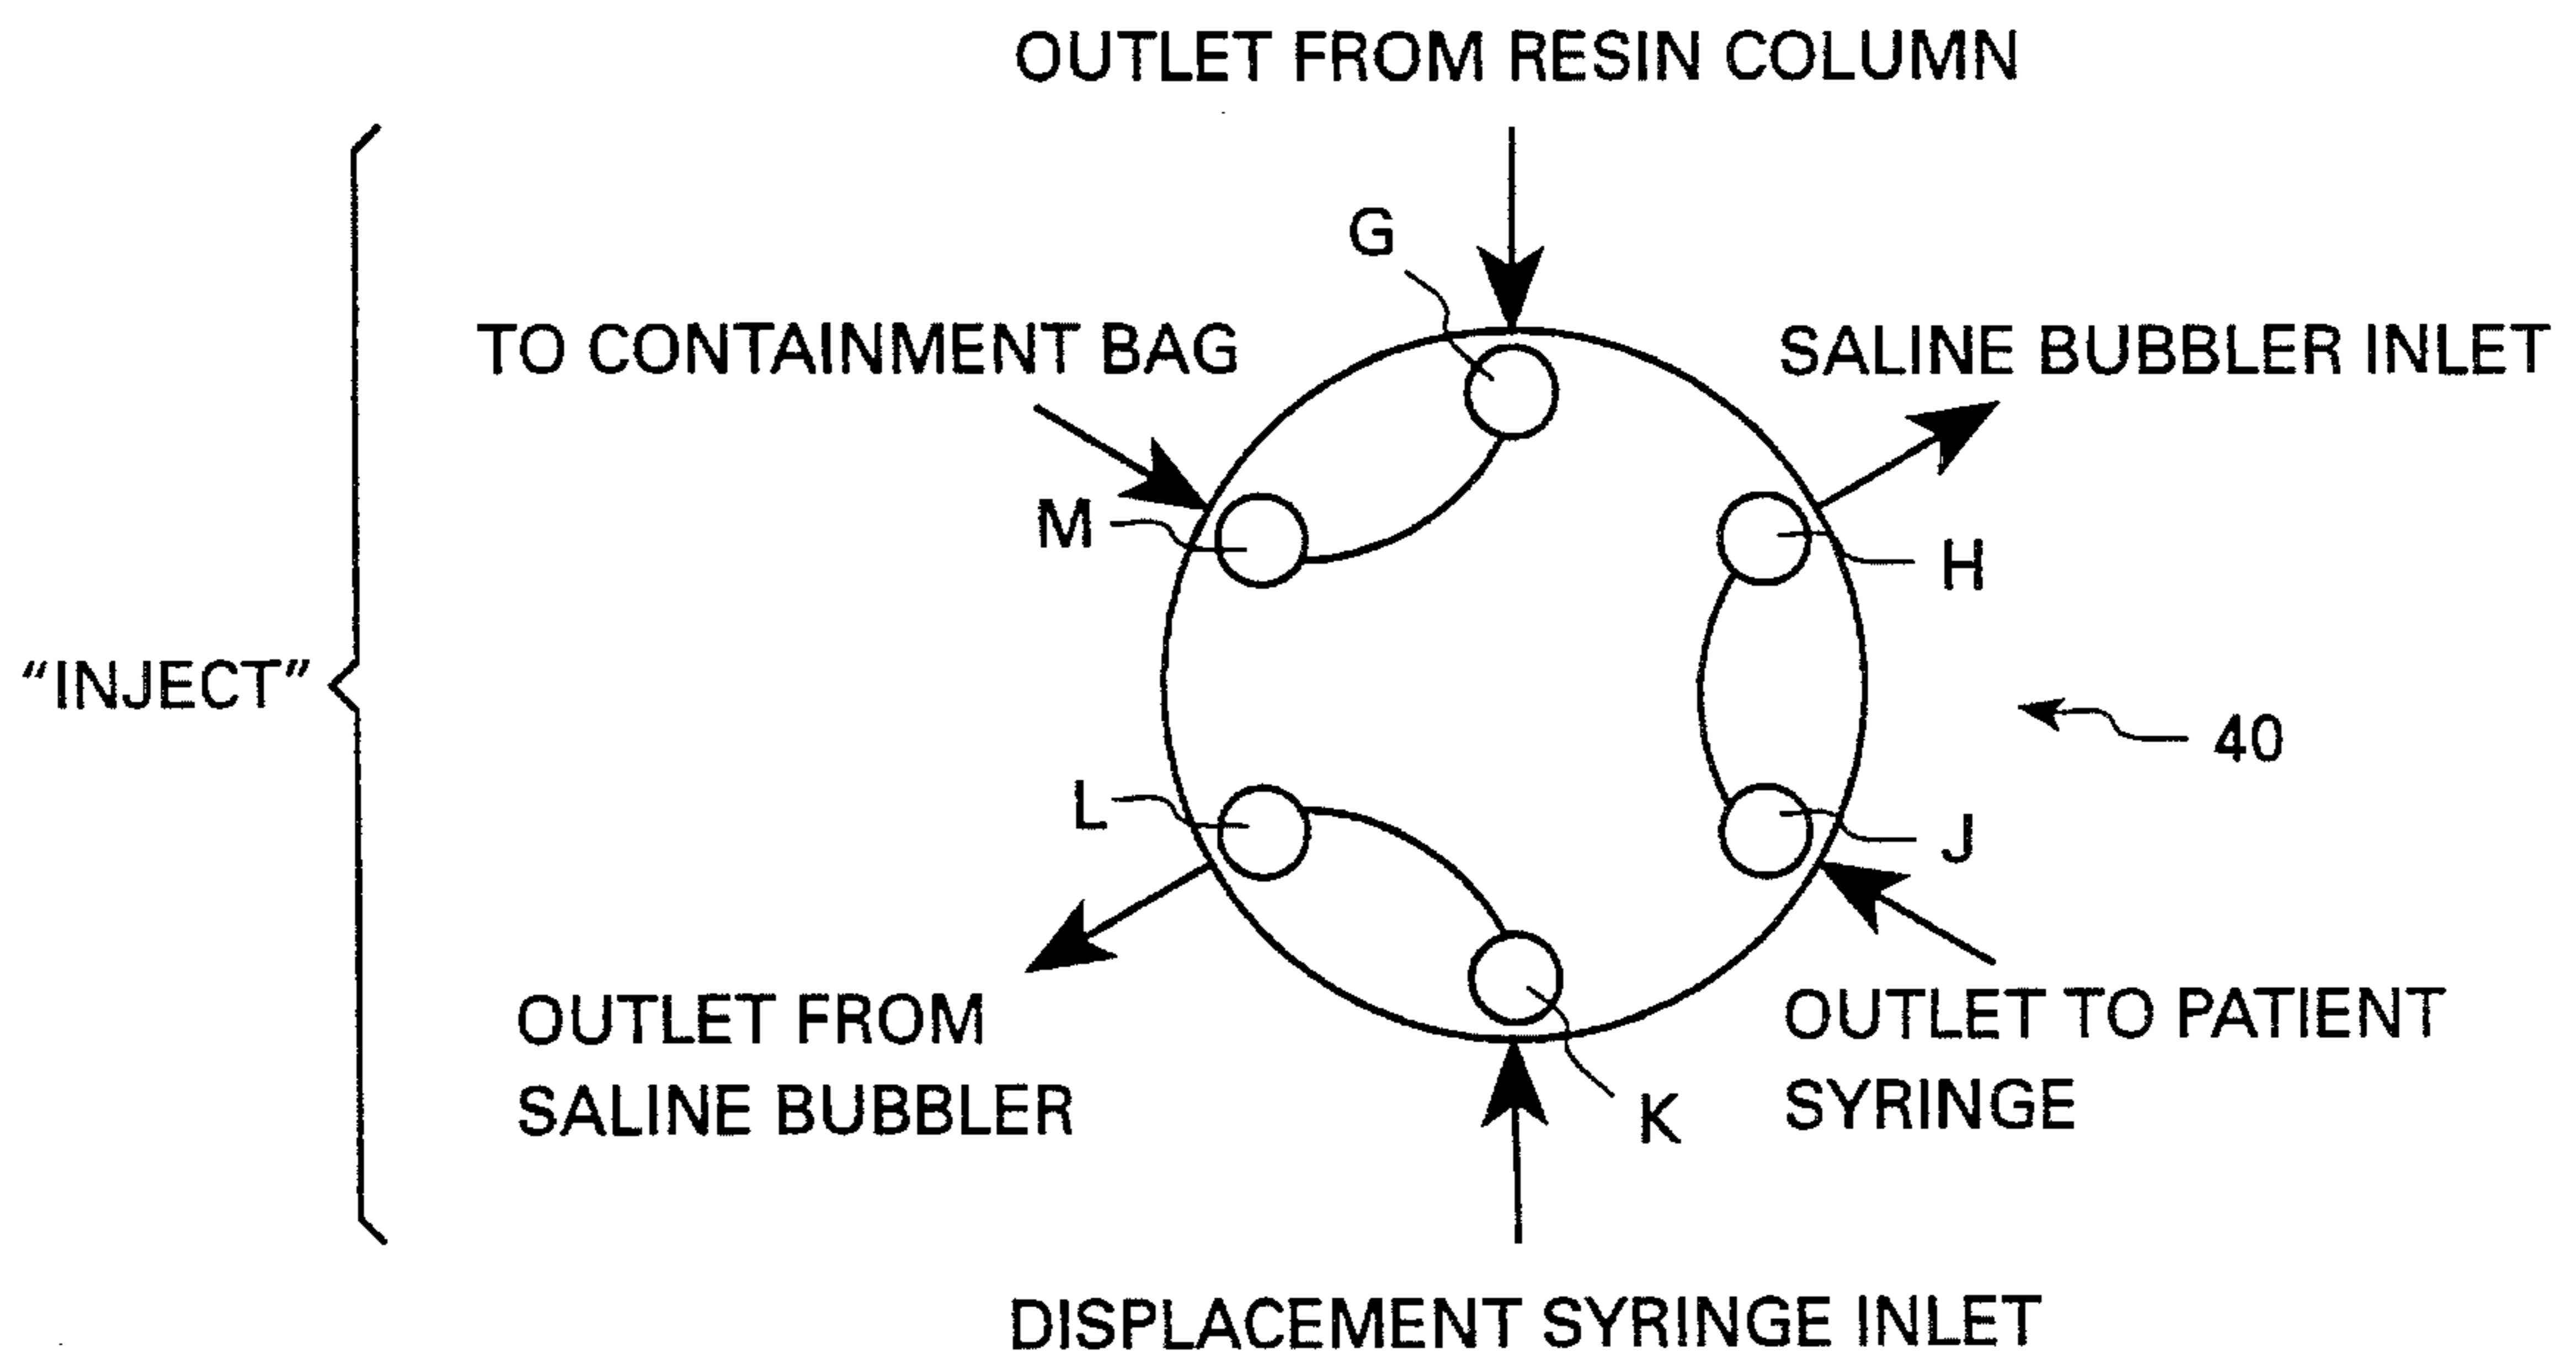 OUTLET FROM RESIN COLUMN
G
TO CONTAINMENT BAG
SALINE BUBBLER INLET
M
H
“INJECT”
40
L
J
OUTLET FROM
SALINE BUBBLER
OUTLET TO PATIENT
SYRINGE
K
DISPLACEMENT SYRINGE INLET